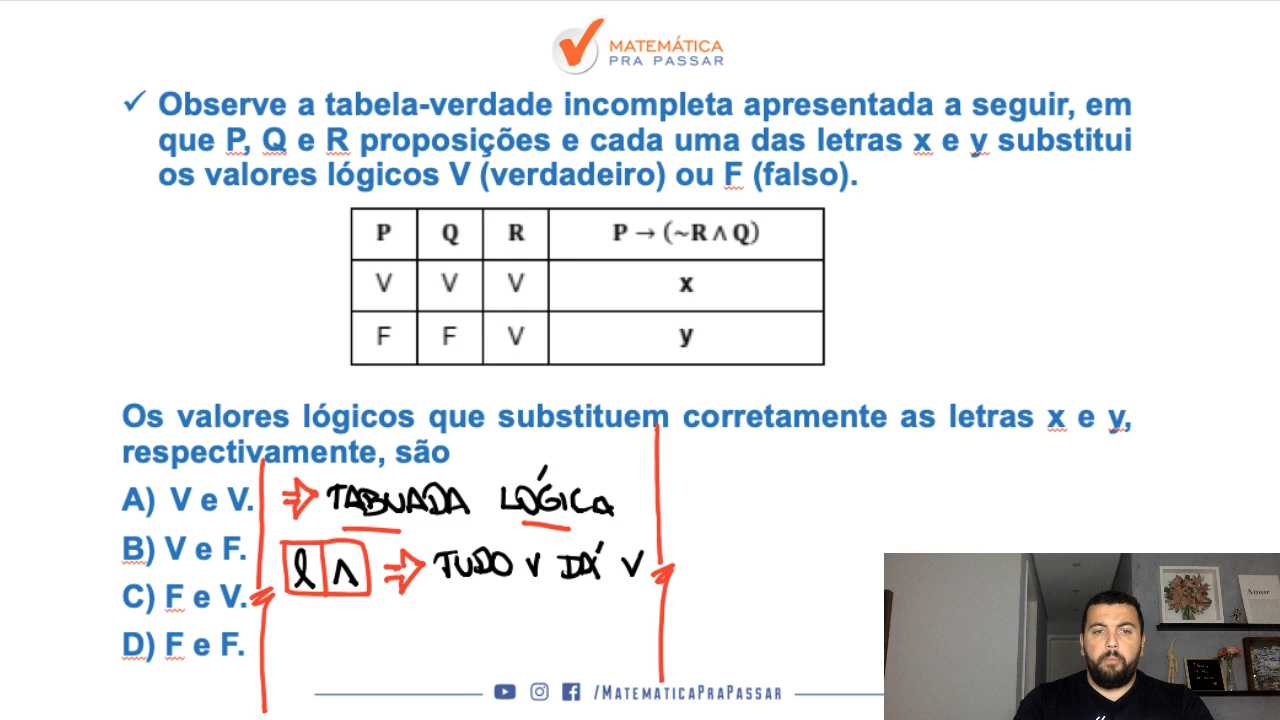 MATEMÁTICA
PRA PASSAR
✓ Observe a tabela-verdade incompleta apresentada a seguir, em
que P, Q e R proposições e cada uma das letras x e y substitui
os valores lógicos V (verdadeiro) ou F (falso).
P Q R P → (~R ∧ Q)
V V V x
F F V y
Os valores lógicos que substituem corretamente as letras x e y,
respectivamente, são
A) V e V.
⇒ TABUADA LÓGICA
B) V e F.
e ∧ ⇒ TUDO V DÁ V
C) F e V.
D) F e F.
/MatematicaPraPassar
Amor